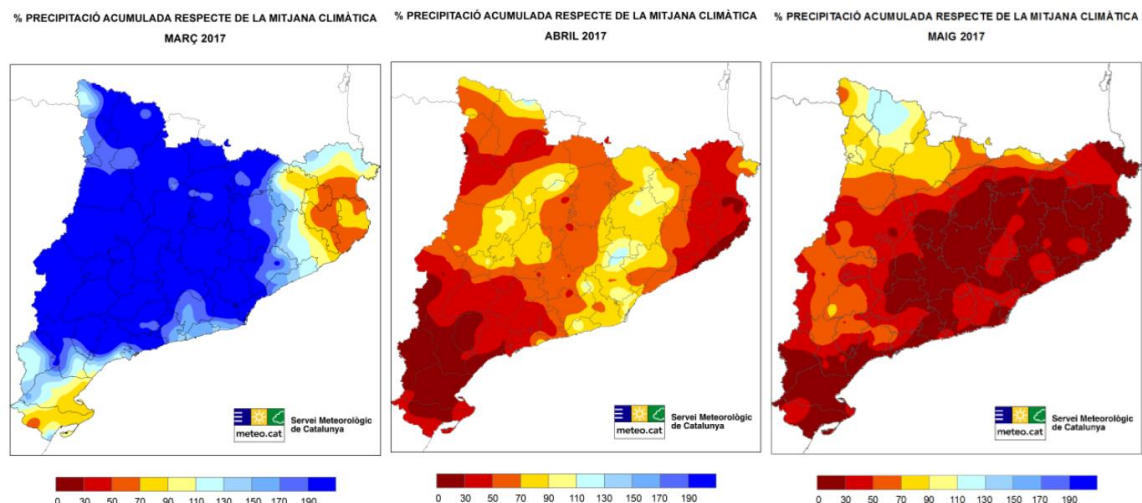 % PRECIPITACIÓ ACUMULADA RESPECTE DE LA MITJANA CLIMÀTICA
MARÇ 2017
Servei Meteorològic
de Catalunya
meteo.cat
0 30 50 70 90 110 130 150 170 190
% PRECIPITACIÓ ACUMULADA RESPECTE DE LA MITJANA CLIMÀTICA
ABRIL 2017
Servei Meteorològic
de Catalunya
meteo.cat
0 30 50 70 90 110 130 150 170 190
% PRECIPITACIÓ ACUMULADA RESPECTE DE LA MITJANA CLIMÀTICA
MAIG 2017
Servei Meteorològic
de Catalunya
meteo.cat
0 30 50 70 90 110 130 150 170 190